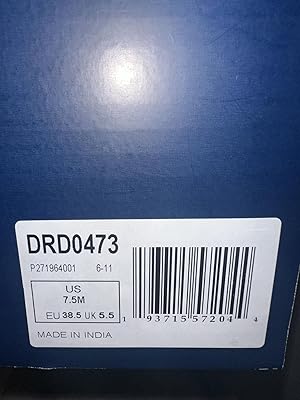 DRD0473
P271964001 6-11
US
7.5M
EU 38.5 UK 5.5
1 93715 57204 4
MADE IN INDIA